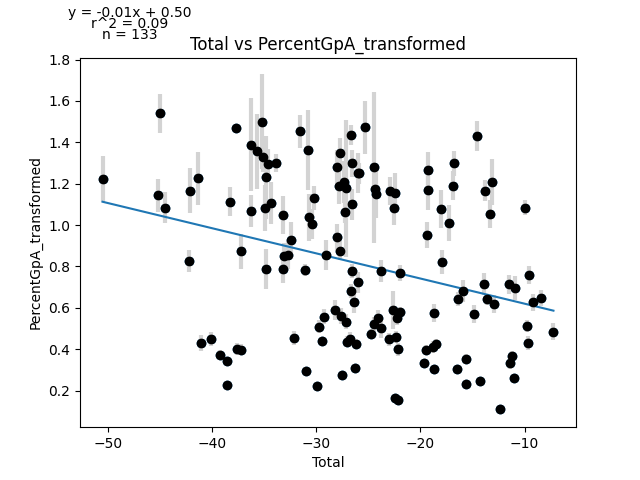 y = -0.01x + 0.50
r^2 = 0.09
n = 133
Total vs PercentGpA_transformed
PercentGpA_transformed
1.8
1.6
1.4
1.2
1.0
0.8
0.6
0.4
0.2
−50
−40
−30
−20
−10
Total